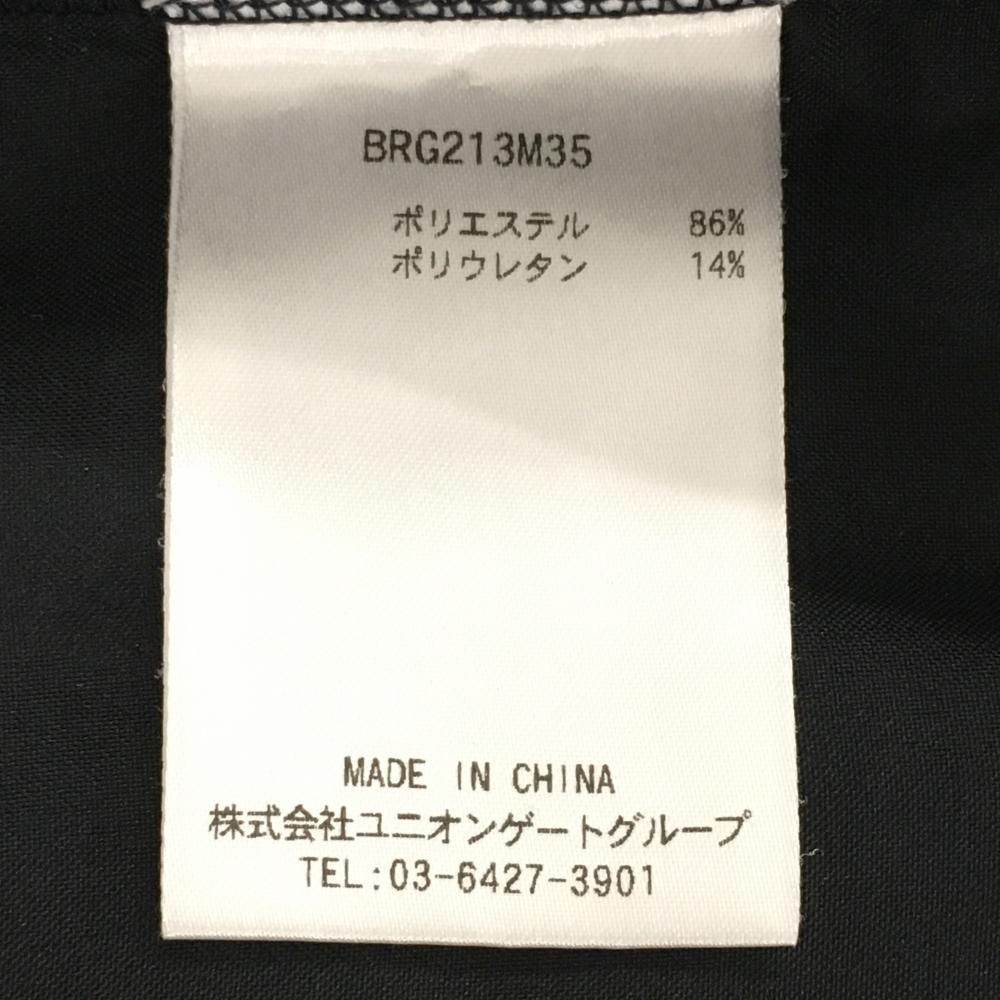 BRG213M35
ポリエステル 86%
ポリウレタン 14%
MADE IN CHINA
株式会社ユニオンゲートグループ
TEL:03-6427-3901